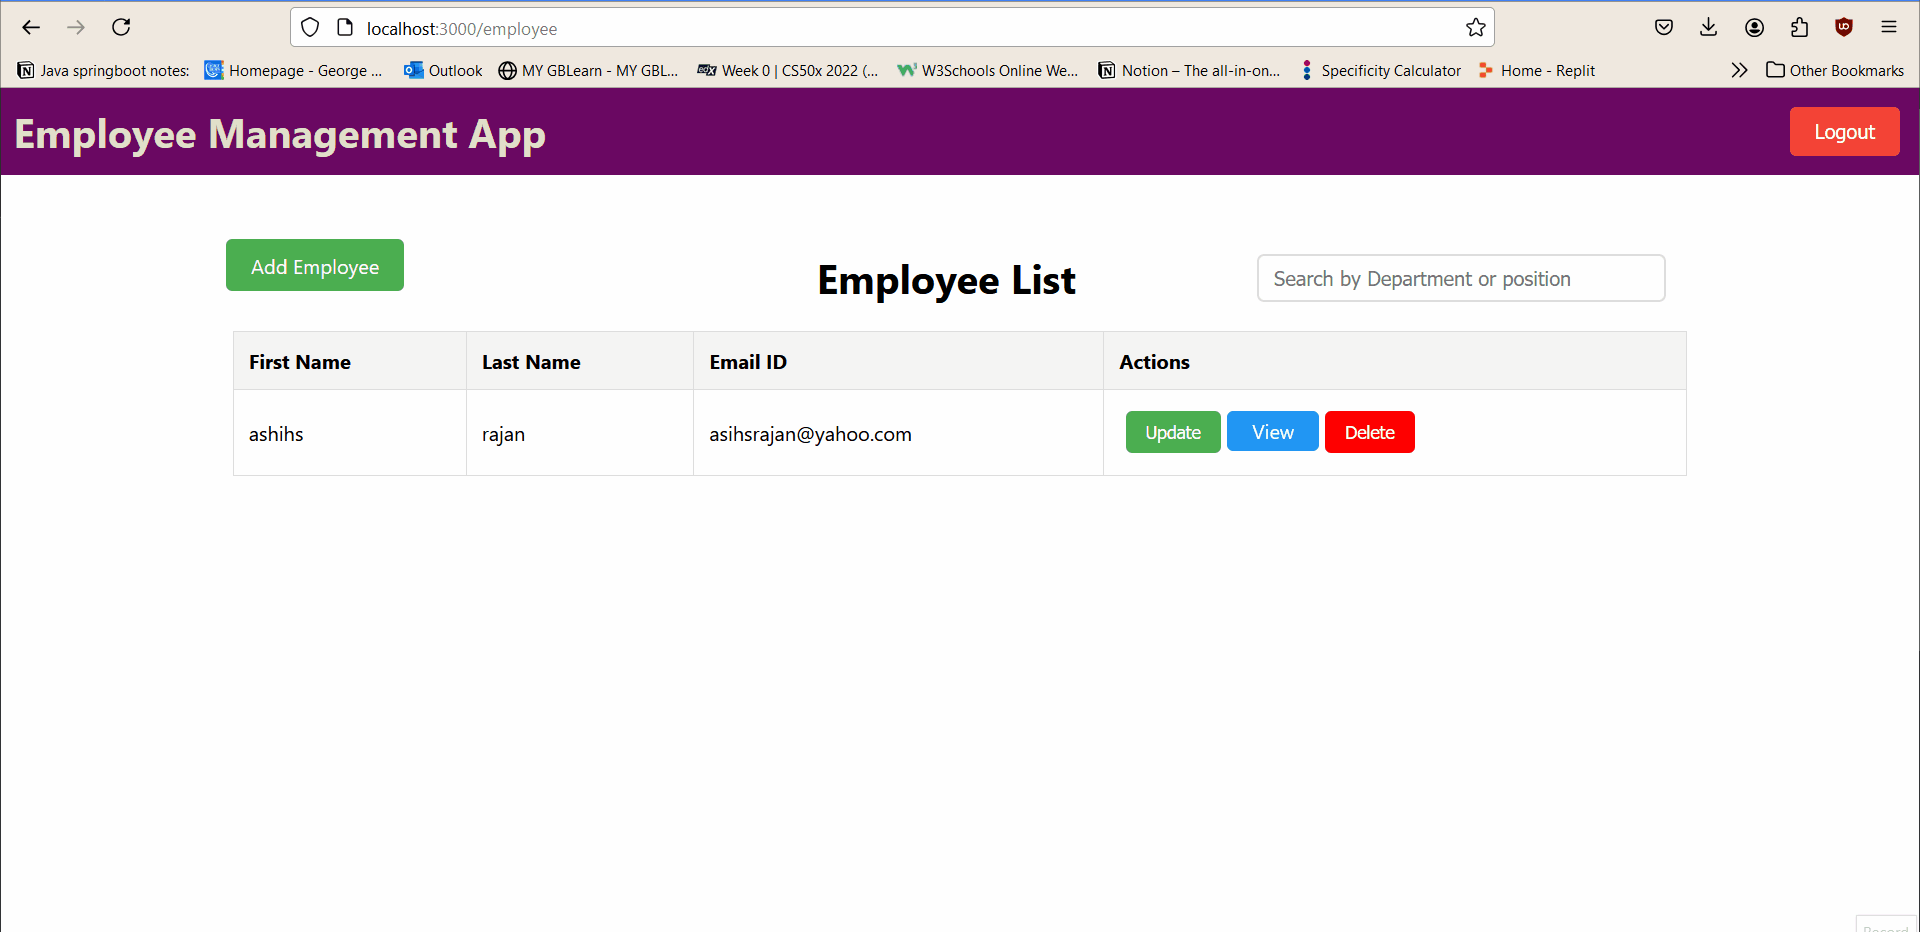 localhost:3000/employee
Java springboot notes: Homepage - George ... Outlook MY GBLearn - MY GBL... Week 0 | CS50x 2022 (... W3Schools Online We... Notion – The all-in-on... Specificity Calculator Home - Replit Other Bookmarks
Employee Management App Logout
Add Employee Employee List Search by Department or position
First Name Last Name Email ID Actions
ashihs rajan asihsrajan@yahoo.com Update View Delete